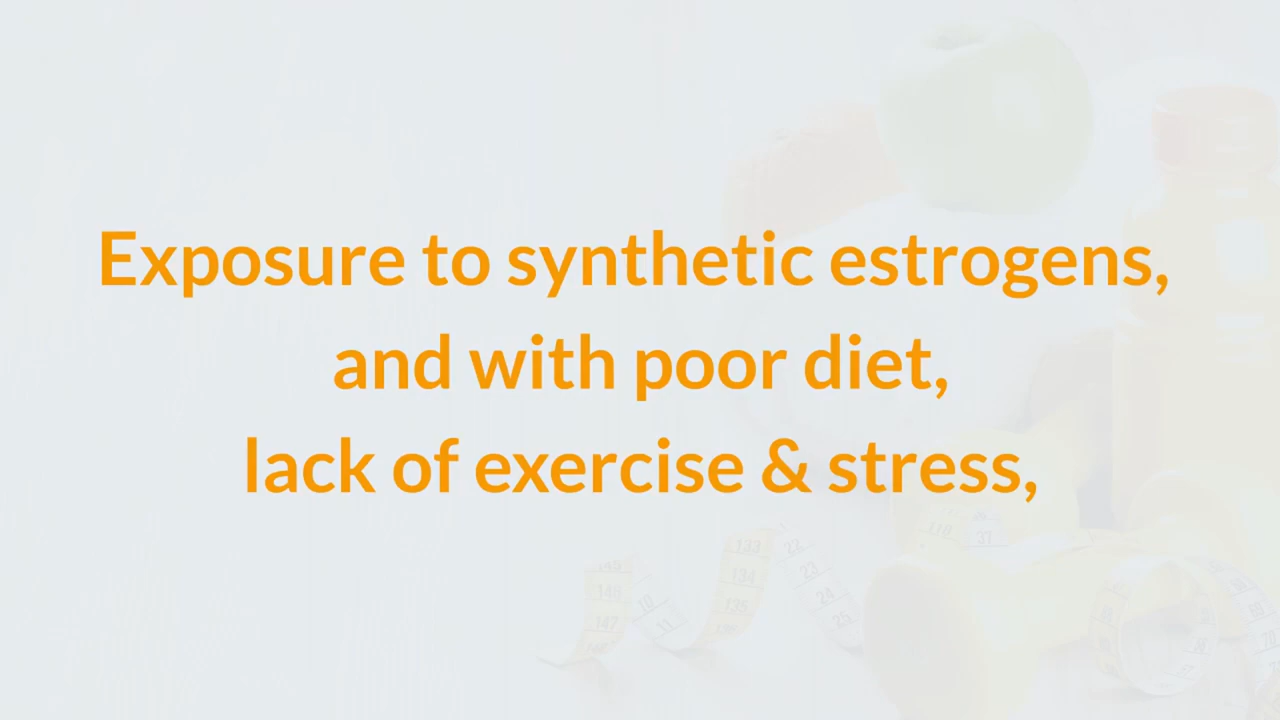 Exposure to synthetic estrogens,
and with poor diet,
lack of exercise & stress,